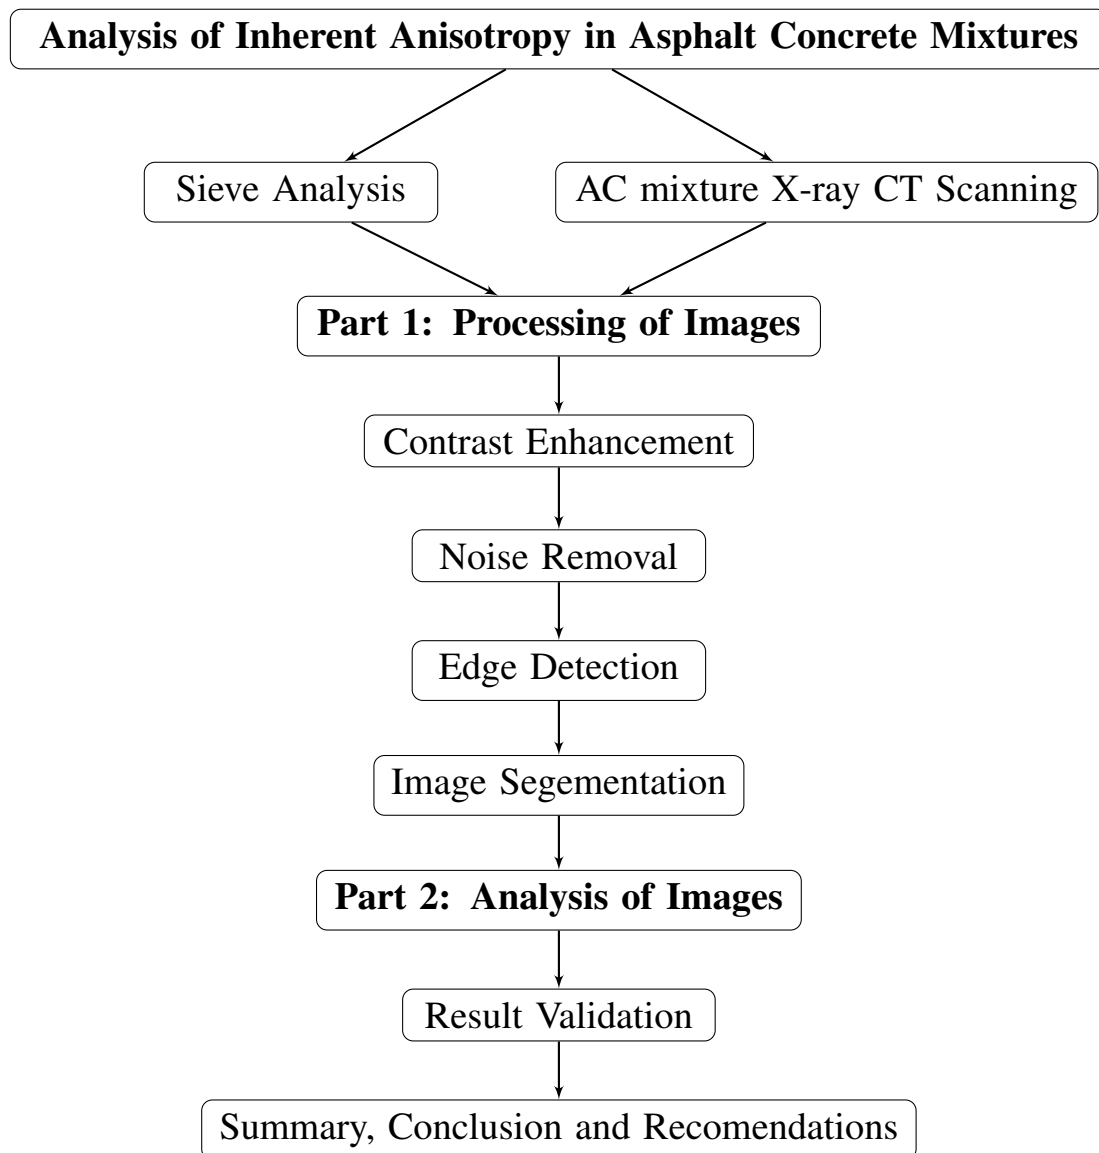 Analysis of Inherent Anisotropy in Asphalt Concrete Mixtures
Sieve Analysis
AC mixture X-ray CT Scanning
Part 1: Processing of Images
Contrast Enhancement
Noise Removal
Edge Detection
Image Segementation
Part 2: Analysis of Images
Result Validation
Summary, Conclusion and Recomendations